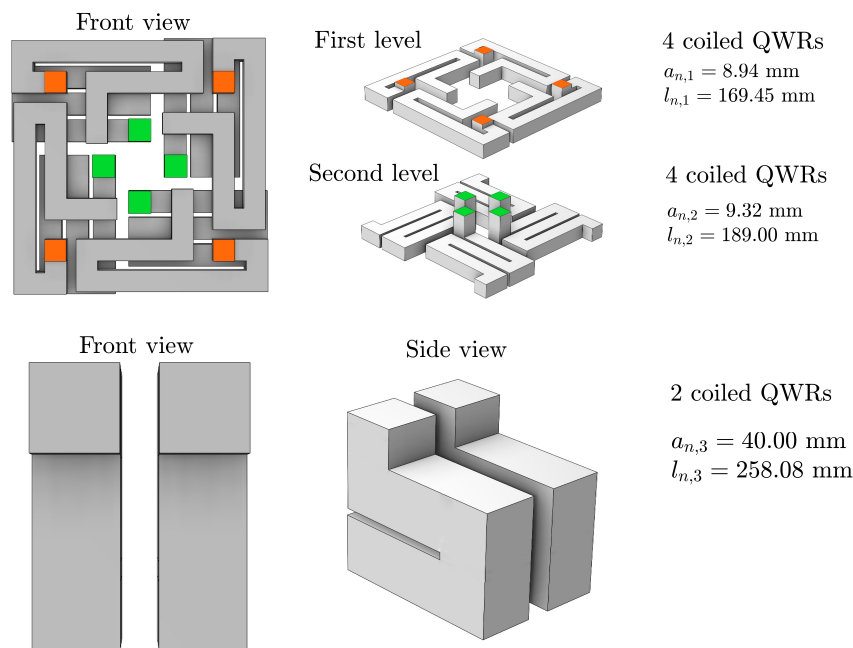 Front view
First level
4 coiled QWRs
a_{n,1} = 8.94 mm
l_{n,1} = 169.45 mm
Second level
4 coiled QWRs
a_{n,2} = 9.32 mm
l_{n,2} = 189.00 mm
Front view
Side view
2 coiled QWRs
a_{n,3} = 40.00 mm
l_{n,3} = 258.08 mm